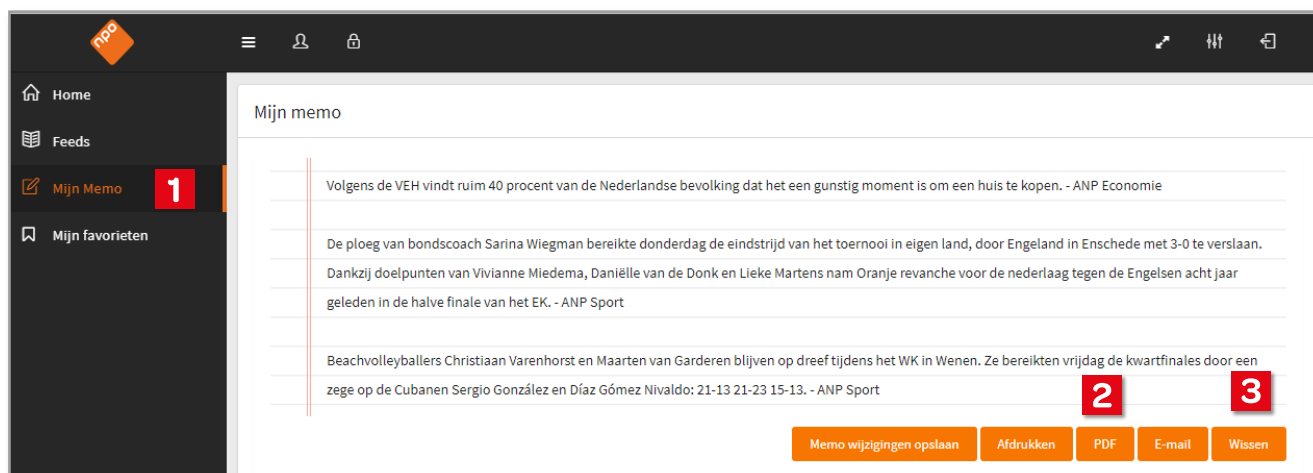 npo
Home
Feeds
Mijn Memo 1
Mijn favorieten
Mijn memo
Volgens de VEH vindt ruim 40 procent van de Nederlandse bevolking dat het een gunstig moment is om een huis te kopen. - ANP Economie
De ploeg van bondscoach Sarina Wiegman bereikte donderdag de eindstrijd van het toernooi in eigen land, door Engeland in Enschede met 3-0 te verslaan.
Dankzij doelpunten van Vivianne Miedema, Daniëlle van de Donk en Lieke Martens nam Oranje revanche voor de nederlaag tegen de Engelsen acht jaar
geleden in de halve finale van het EK. - ANP Sport
Beachvolleyballers Christiaan Varenhorst en Maarten van Garderen blijven op dreef tijdens het WK in Wenen. Ze bereikten vrijdag de kwartfinales door een
zege op de Cubanen Sergio González en Díaz Gómez Nivaldo: 21-13 21-23 15-13. - ANP Sport
2 3
Memo wijzigingen opslaan Afdrukken PDF E-mail Wissen